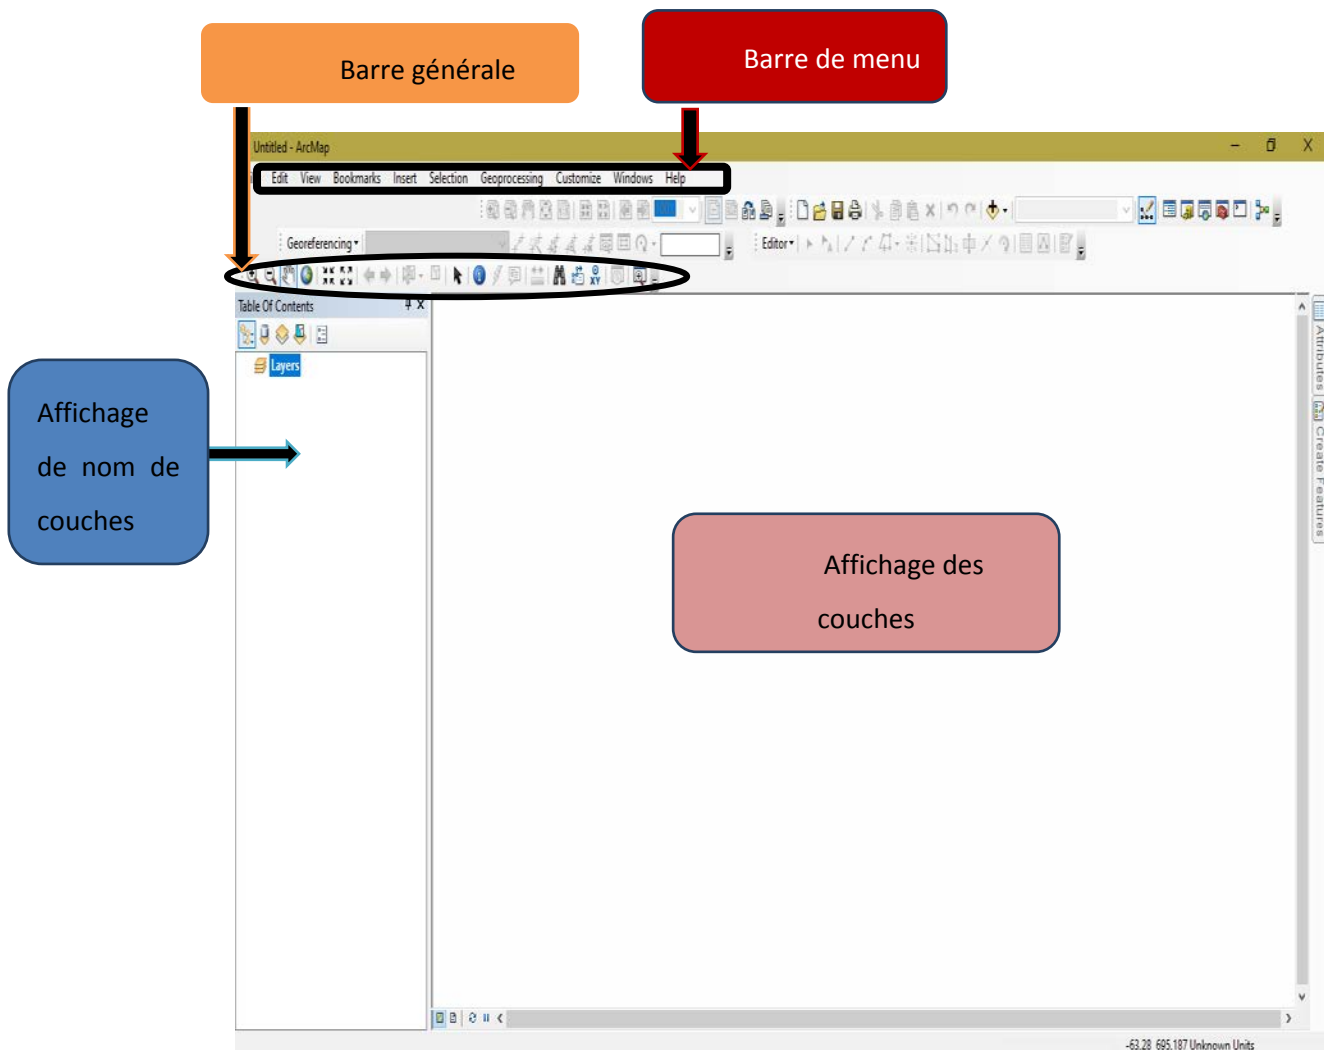 Barre générale
Barre de menu
Untitled - ArcMap
Edit View Bookmarks Insert Selection Geoprocessing Customize Windows Help
Georeferencing
Editor
XY
Table Of Contents
Layers
Affichage
de nom de
couches
Affichage des
couches
Attributes
Create Features
-63.28 695.187 Unknown Units